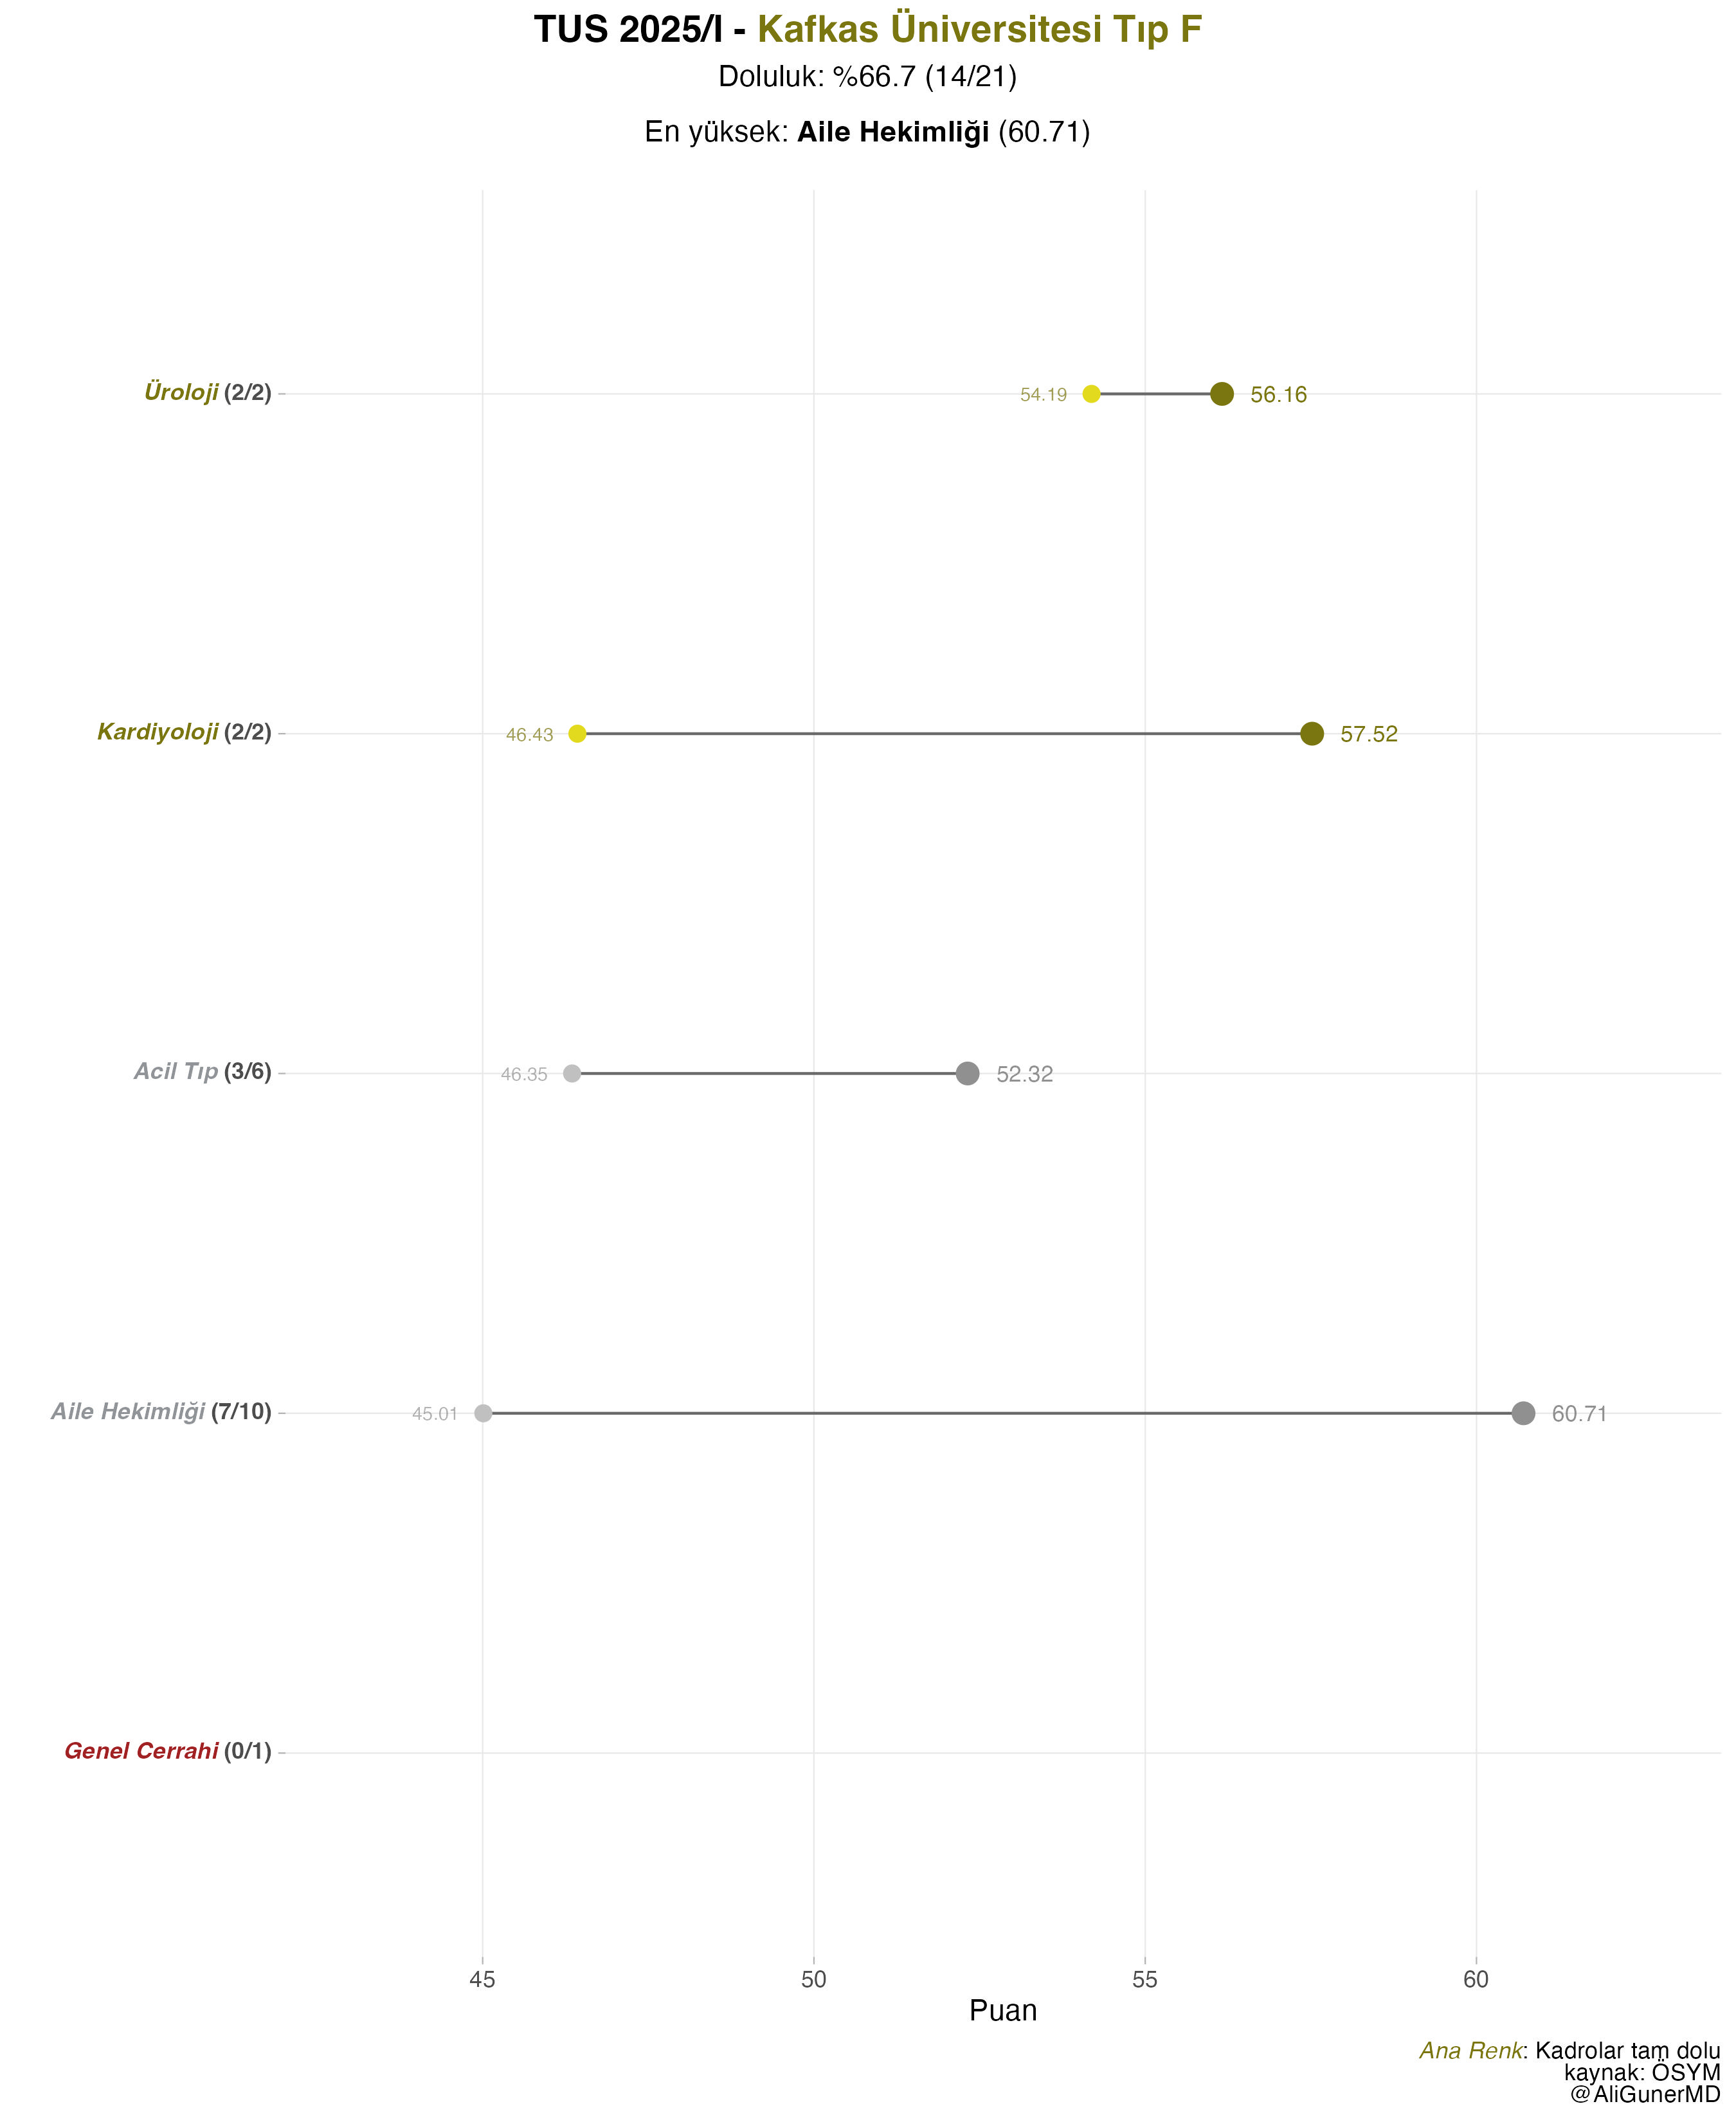 TUS 2025/I - Kafkas Üniversitesi Tıp F
Doluluk: %66.7 (14/21)
En yüksek: Aile Hekimliği (60.71)
Üroloji (2/2) 54.19 56.16
Kardiyoloji (2/2) 46.43 57.52
Acil Tıp (3/6) 46.35 52.32
Aile Hekimliği (7/10) 45.01 60.71
Genel Cerrahi (0/1)
45 50 55 60
Puan
Ana Renk: Kadrolar tam dolu
kaynak: ÖSYM
@AliGunerMD